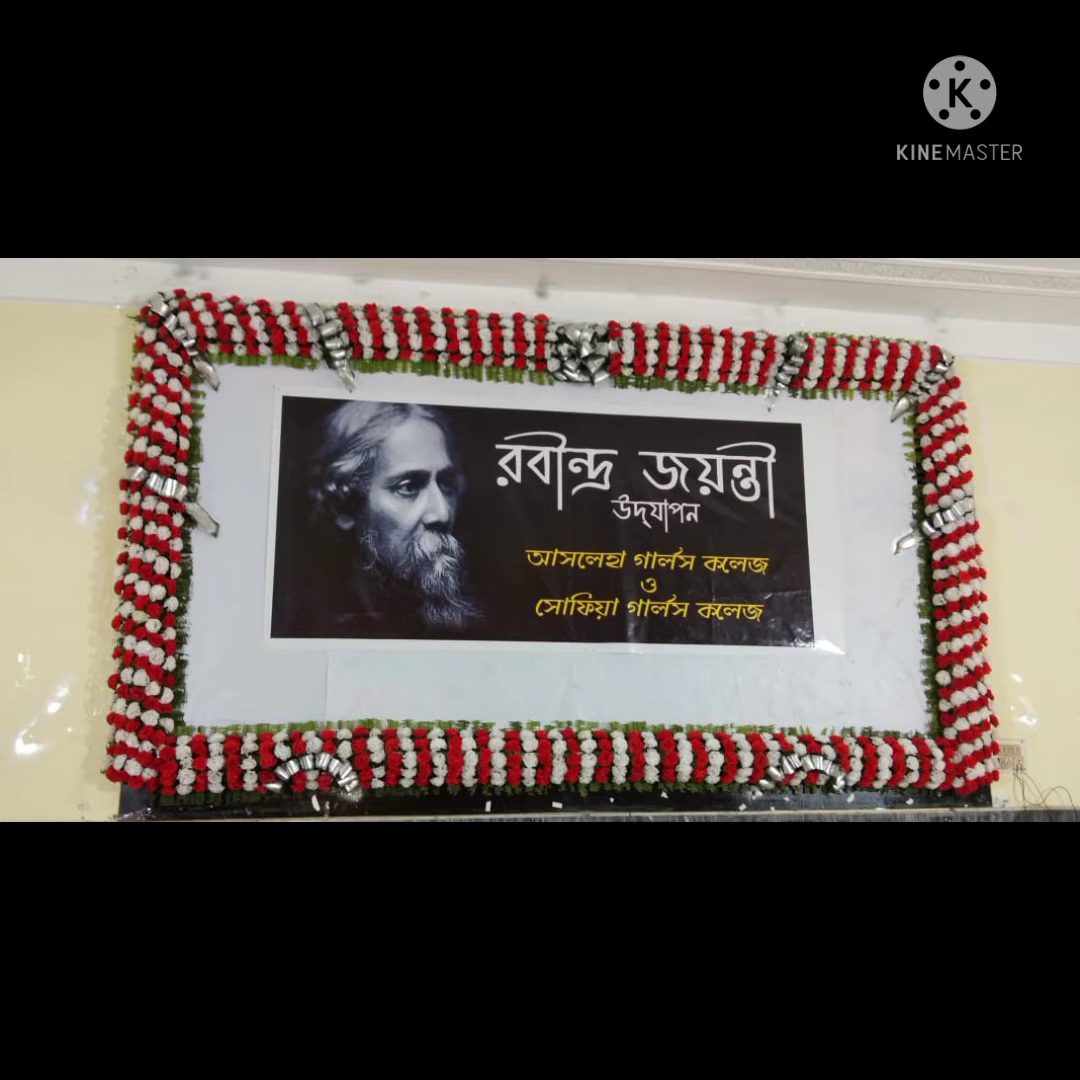 KINEMASTER
রবীন্দ্র জয়ন্তী
উদ্‌যাপন
আসলেহা গার্লস কলেজ
ও
সোফিয়া গার্লস কলেজ